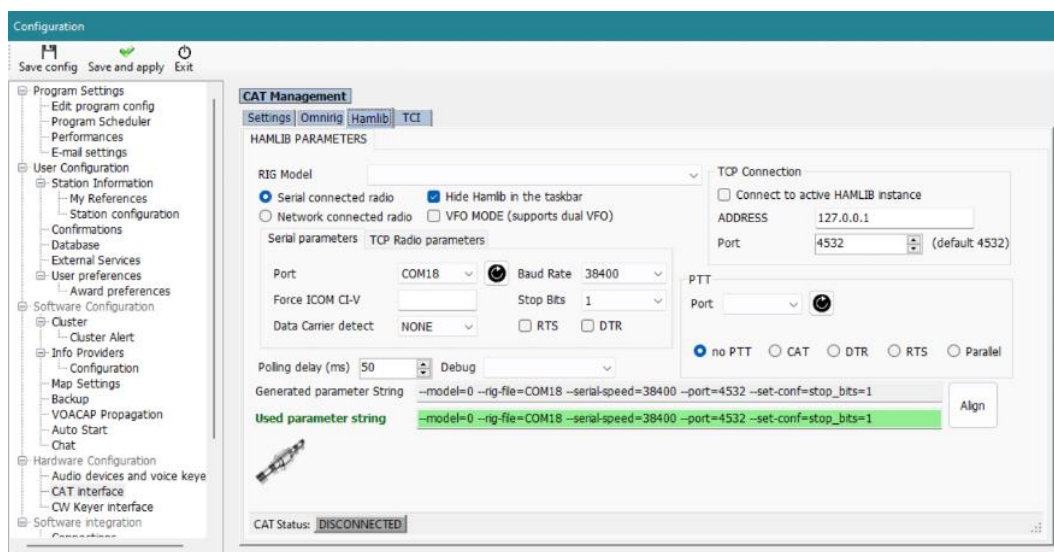 Configuration
Save config Save and apply Exit
Program Settings
Edit program config
Program Scheduler
Performances
E-mail settings
User Configuration
Station Information
My References
Station configuration
Confirmations
Database
External Services
User preferences
Award preferences
Software Configuration
Cluster
Cluster Alert
Info Providers
Configuration
Map Settings
Backup
VOACAP Propagation
Auto Start
Chat
Hardware Configuration
Audio devices and voice keye
CAT interface
CW Keyer interface
Software integration
CAT Management
Settings Omnirig Hamlib TCI
HAMLIB PARAMETERS
RIG Model
Serial connected radio Hide Hamlib in the taskbar
Network connected radio VFO MODE (supports dual VFO)
Serial parameters TCP Radio parameters
Port COM18 Baud Rate 38400
Force ICOM CI-V Stop Bits 1
Data Carrier detect NONE RTS DTR
Polling delay (ms) 50 Debug
TCP Connection
Connect to active HAMLIB instance
ADDRESS 127.0.0.1
Port 4532 (default 4532)
PTT
Port
no PTT CAT DTR RTS Parallel
Generated parameter String --model=0 --rig-file=COM18 --serial-speed=38400 --port=4532 --set-conf=stop_bits=1
Used parameter string --model=0 --rig-file=COM18 --serial-speed=38400 --port=4532 --set-conf=stop_bits=1
Align
CAT Status: DISCONNECTED